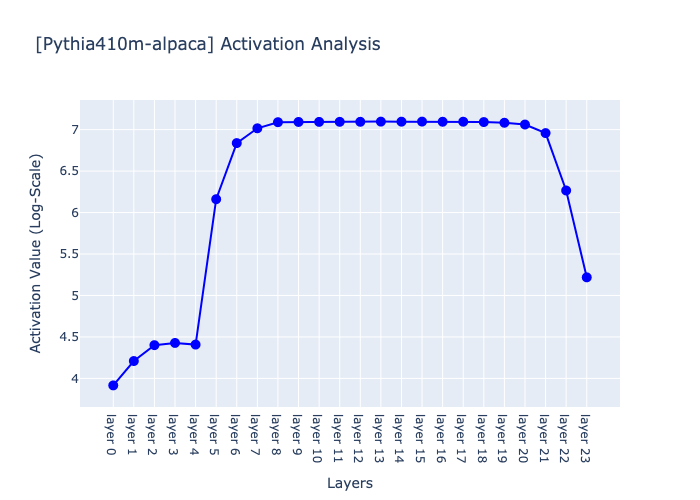 [Pythia410m-alpaca] Activation Analysis
Activation Value (Log-Scale)
7
6.5
6
5.5
5
4.5
4
layer 0
layer 1
layer 2
layer 3
layer 4
layer 5
layer 6
layer 7
layer 8
layer 9
layer 10
layer 11
layer 12
layer 13
layer 14
layer 15
layer 16
layer 17
layer 18
layer 19
layer 20
layer 21
layer 22
layer 23
Layers